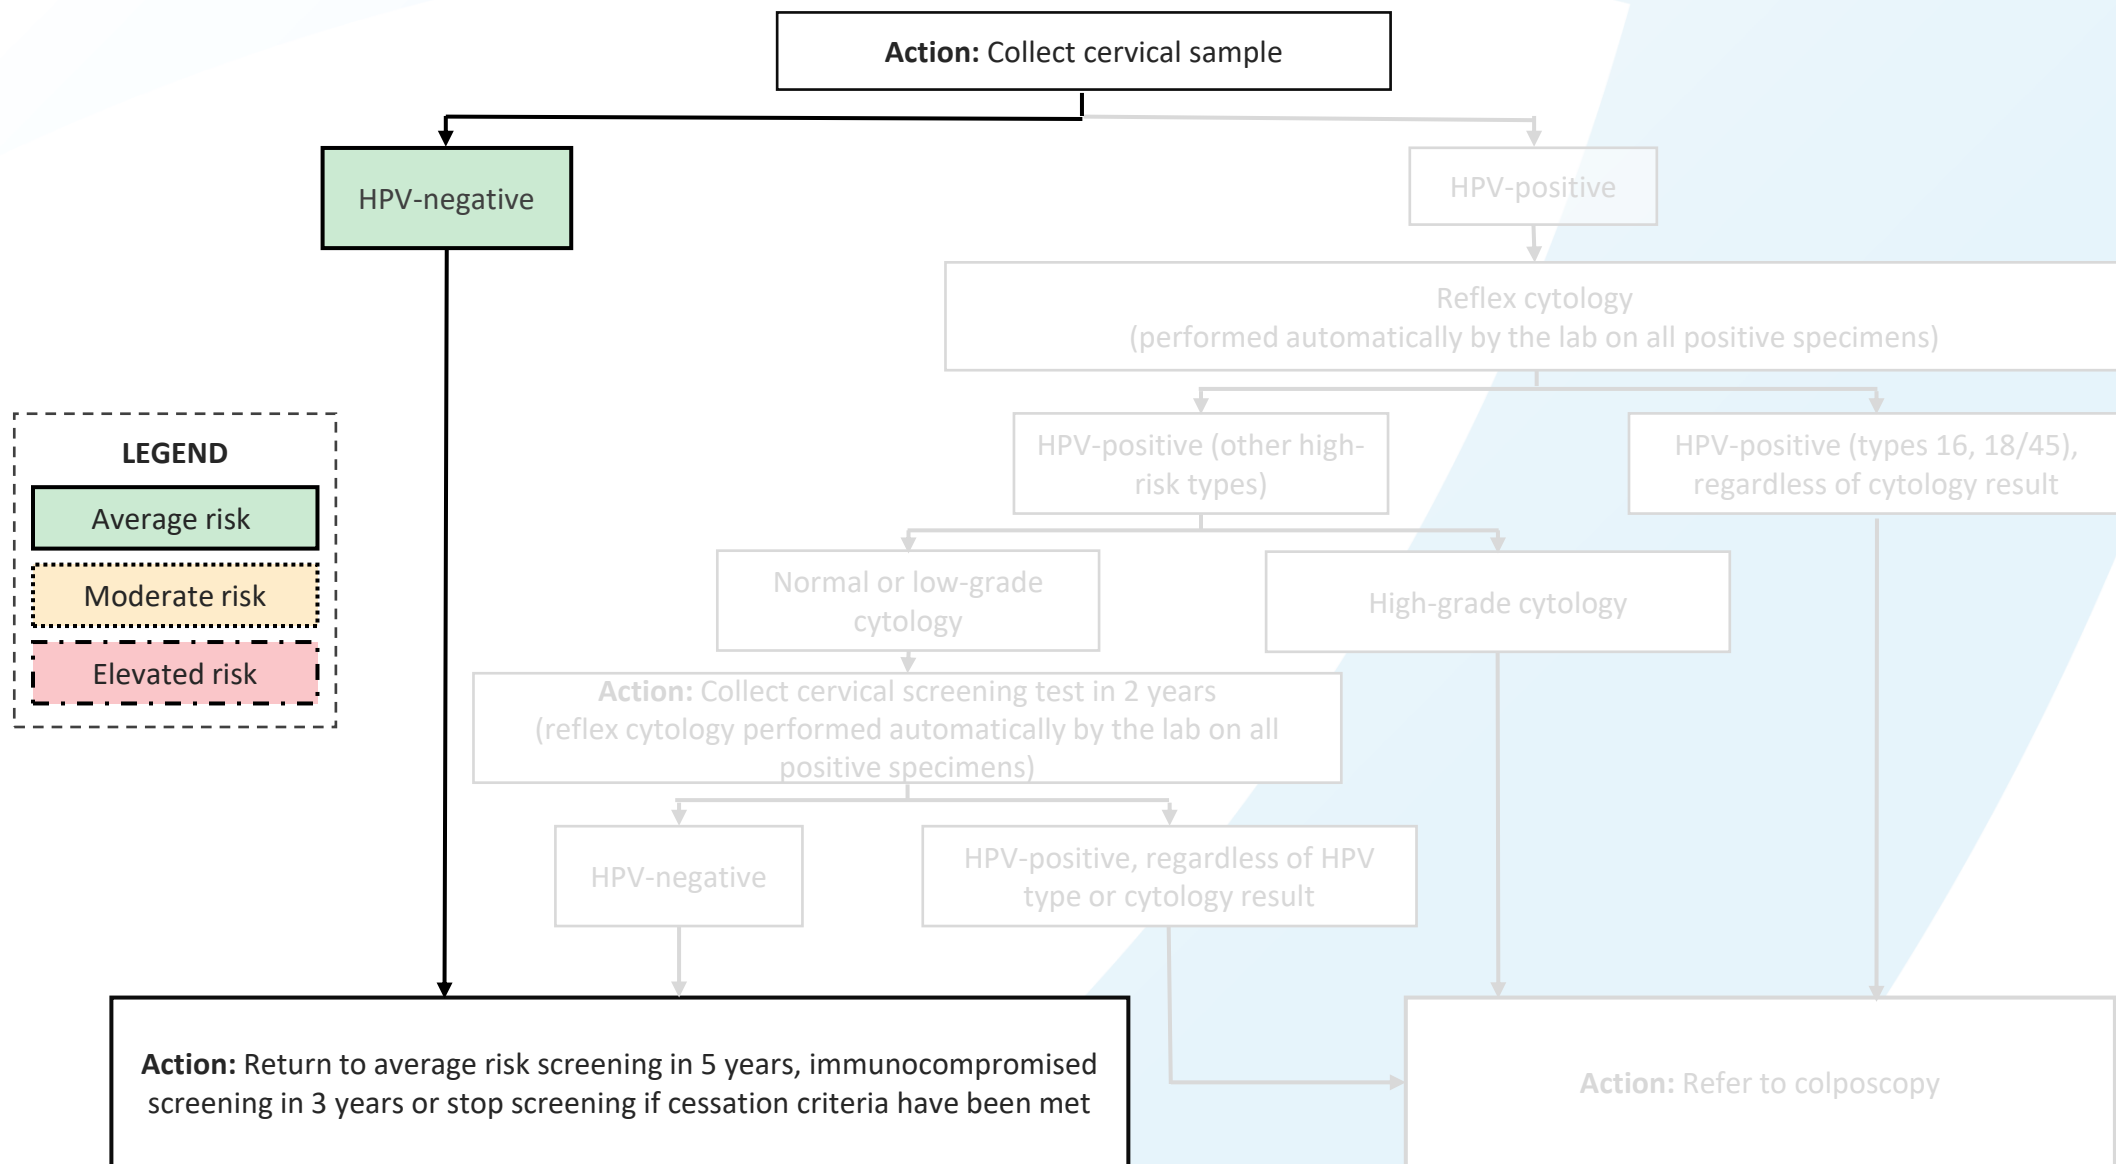 Action: Collect cervical sample
HPV-negative
HPV-positive
Reflex cytology
(performed automatically by the lab on all positive specimens)
LEGEND
Average risk
Moderate risk
Elevated risk
HPV-positive (other high-
risk types)
HPV-positive (types 16, 18/45),
regardless of cytology result
Normal or low-grade
cytology
High-grade cytology
Action: Collect cervical screening test in 2 years
(reflex cytology performed automatically by the lab on all
positive specimens)
HPV-negative
HPV-positive, regardless of HPV
type or cytology result
Action: Return to average risk screening in 5 years, immunocompromised
screening in 3 years or stop screening if cessation criteria have been met
Action: Refer to colposcopy